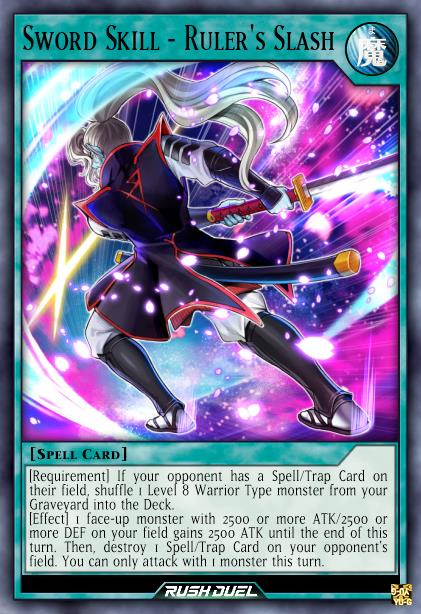 Sword Skill - Ruler's Slash
ま
魔
[Spell Card]
[Requirement] If your opponent has a Spell/Trap Card on
their field, shuffle 1 Level 8 Warrior Type monster from your
Graveyard into the Deck.
[Effect] 1 face-up monster with 2500 or more ATK/2500 or
more DEF on your field gains 2500 ATK until the end of this
turn. Then, destroy 1 Spell/Trap Card on your opponent's
field. You can only attack with 1 monster this turn.
RUSH DUEL